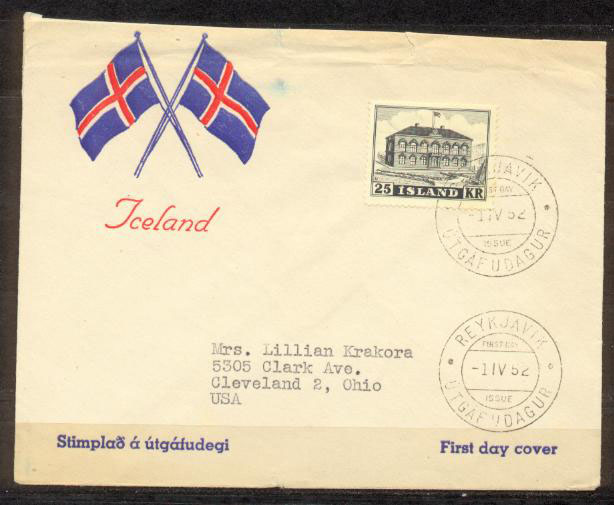 Iceland
25 ÍSLAND KR
REYKJAVIK
FIRST DAY
-1 IV 52
ISSUE
ÚTGÁFUDAGUR
REYKJAVIK
FIRST DAY
-1 IV 52
ISSUE
ÚTGÁFUDAGUR
Mrs. Lillian Krakora
5305 Clark Ave.
Cleveland 2, Ohio
USA
Stimplað á útgáfudegi
First day cover